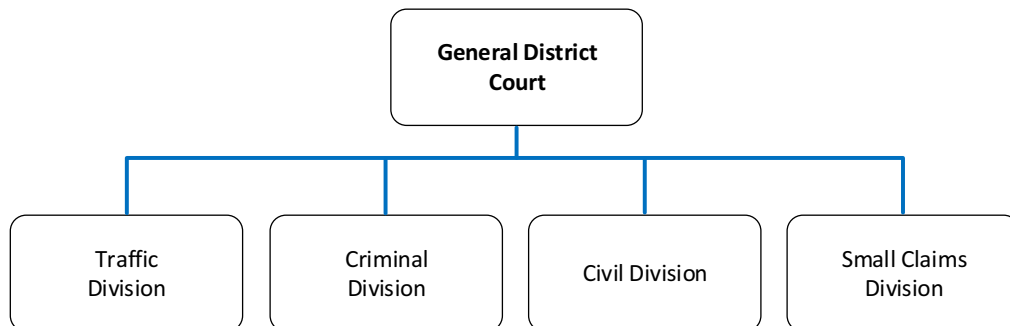 General District
Court
Traffic
Division
Criminal
Division
Civil Division
Small Claims
Division